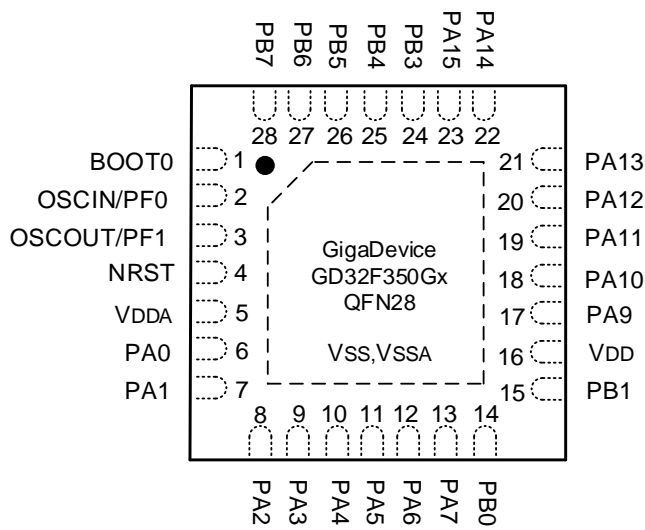 PB7
PB6
PB5
PB4
PB3
PA15
PA14
28
27
26
25
24
23
22
BOOT0 1
OSCIN/PF0 2
OSCOUT/PF1 3
NRST 4
VDDA 5
PA0 6
PA1 7
GigaDevice
GD32F350Gx
QFN28
VSS,VSSA
21 PA13
20 PA12
19 PA11
18 PA10
17 PA9
16 VDD
15 PB1
8
9
10
11
12
13
14
PA2
PA3
PA4
PA5
PA6
PA7
PB0